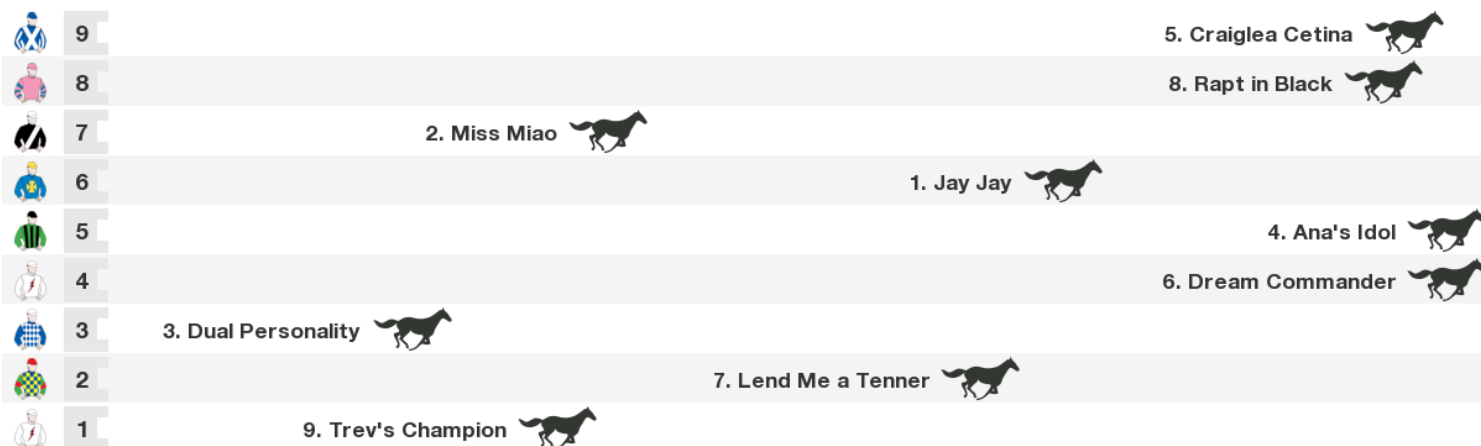 9 5. Craiglea Cetina
8 8. Rapt in Black
7 2. Miss Miao
6 1. Jay Jay
5 4. Ana's Idol
4 6. Dream Commander
3 3. Dual Personality
2 7. Lend Me a Tenner
1 9. Trev's Champion